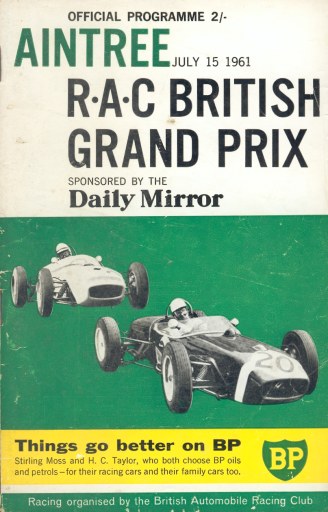 OFFICIAL PROGRAMME 2/-
AINTREE JULY 15 1961
R·A·C BRITISH
GRAND PRIX
SPONSORED BY THE
Daily Mirror
20
Things go better on BP
Stirling Moss and H. C. Taylor, who both choose BP oils
and petrols—for their racing cars and their family cars too.
BP
Racing organised by the British Automobile Racing Club